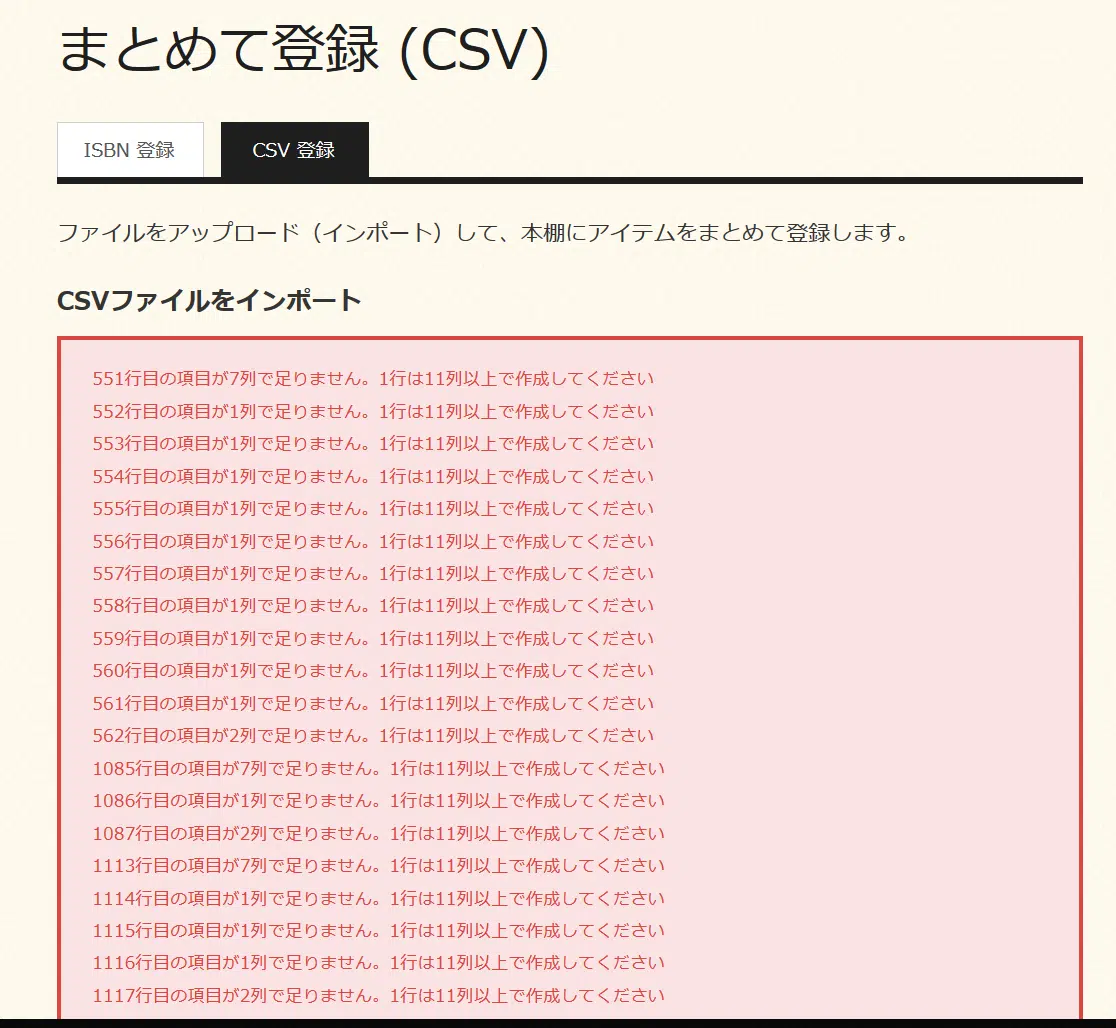 まとめて登録 (CSV)
ISBN 登録
CSV 登録
ファイルをアップロード（インポート）して、本棚にアイテムをまとめて登録します。
CSVファイルをインポート
551行目の項目が7列で足りません。1行は11列以上で作成してください
552行目の項目が1列で足りません。1行は11列以上で作成してください
553行目の項目が1列で足りません。1行は11列以上で作成してください
554行目の項目が1列で足りません。1行は11列以上で作成してください
555行目の項目が1列で足りません。1行は11列以上で作成してください
556行目の項目が1列で足りません。1行は11列以上で作成してください
557行目の項目が1列で足りません。1行は11列以上で作成してください
558行目の項目が1列で足りません。1行は11列以上で作成してください
559行目の項目が1列で足りません。1行は11列以上で作成してください
560行目の項目が1列で足りません。1行は11列以上で作成してください
561行目の項目が1列で足りません。1行は11列以上で作成してください
562行目の項目が2列で足りません。1行は11列以上で作成してください
1085行目の項目が7列で足りません。1行は11列以上で作成してください
1086行目の項目が1列で足りません。1行は11列以上で作成してください
1087行目の項目が2列で足りません。1行は11列以上で作成してください
1113行目の項目が7列で足りません。1行は11列以上で作成してください
1114行目の項目が1列で足りません。1行は11列以上で作成してください
1115行目の項目が1列で足りません。1行は11列以上で作成してください
1116行目の項目が1列で足りません。1行は11列以上で作成してください
1117行目の項目が2列で足りません。1行は11列以上で作成してください